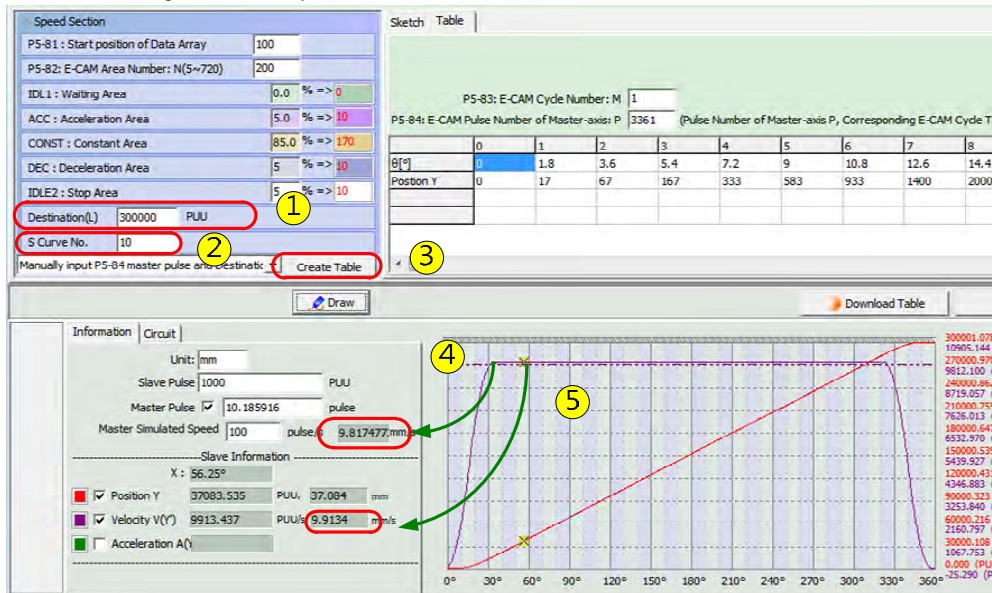 Speed Section
P5-81 : Start position of Data Array 100
P5-82: E-CAM Area Number: N(5~720) 200
IDL1 : Waiting Area 0.0 % => 0
ACC : Acceleration Area 5.0 % => 10
CONST : Constant Area 85.0 % => 170
DEC : Deceleration Area 5 % => 10
IDLE2 : Stop Area 5 % => 10
1
Destination(L) 300000 PUU
S Curve No. 10
2
Manually input P5-84 master pulse and Destinatic
Create Table
Sketch Table
P5-83: E-CAM Cycle Number: M 1
P5-84: E-CAM Pulse Number of Master-axis: P 3361 (Pulse Number of Master-axis P, Corresponding E-CAM Cycle T
0 1 2 3 4 5 6 7 8
θ[°] 0 1.8 3.6 5.4 7.2 9 10.8 12.6 14.4
Postion Y 0 17 67 167 333 583 933 1400 2000
3
Draw
Download Table
Information Circuit
Unit: mm
Slave Pulse 1000 PUU
Master Pulse 10.185916 pulse
Master Simulated Speed 100 pulse/s 9.817477 mm/s
Slave Information
X : 56.25°
Position Y 37083.535 PUU, 37.084 mm
Velocity V(Y') 9913.437 PUU/s 9.9134 mm/s
Acceleration A(Y
4
5
300001.078
10905.144
270000.970
9812.100
240000.862
8719.057
210000.755
7626.013
180000.647
6532.970
150000.539
5439.927
120000.431
4346.883
90000.323
3253.840
60000.216
2160.797
30000.108
1067.753
0.000 (PU
-25.290 (P
0° 30° 60° 90° 120° 150° 180° 210° 240° 270° 300° 330° 360°